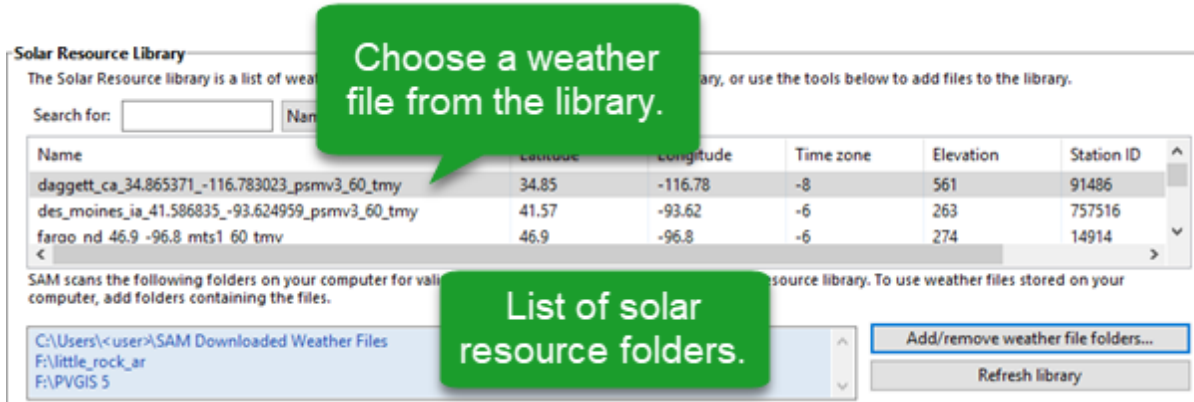 Solar Resource Library
Choose a weather
file from the library.
The Solar Resource library is a list of weat ary, or use the tools below to add files to the library.
Search for: Nam
Name Latitude Longitude Time zone Elevation Station ID
daggett_ca_34.865371_-116.783023_psmv3_60_tmy 34.85 -116.78 -8 561 91486
des_moines_ia_41.586835_-93.624959_psmv3_60_tmy 41.57 -93.62 -6 263 757516
fargo_nd_46.9_-96.8_mts1_60_tmy 46.9 -96.8 -6 274 14914
SAM scans the following folders on your computer for vali source library. To use weather files stored on your
computer, add folders containing the files.
List of solar
resource folders.
C:\Users\<user>\SAM Downloaded Weather Files
F:\little_rock_ar
F:\PVGIS 5
Add/remove weather file folders...
Refresh library